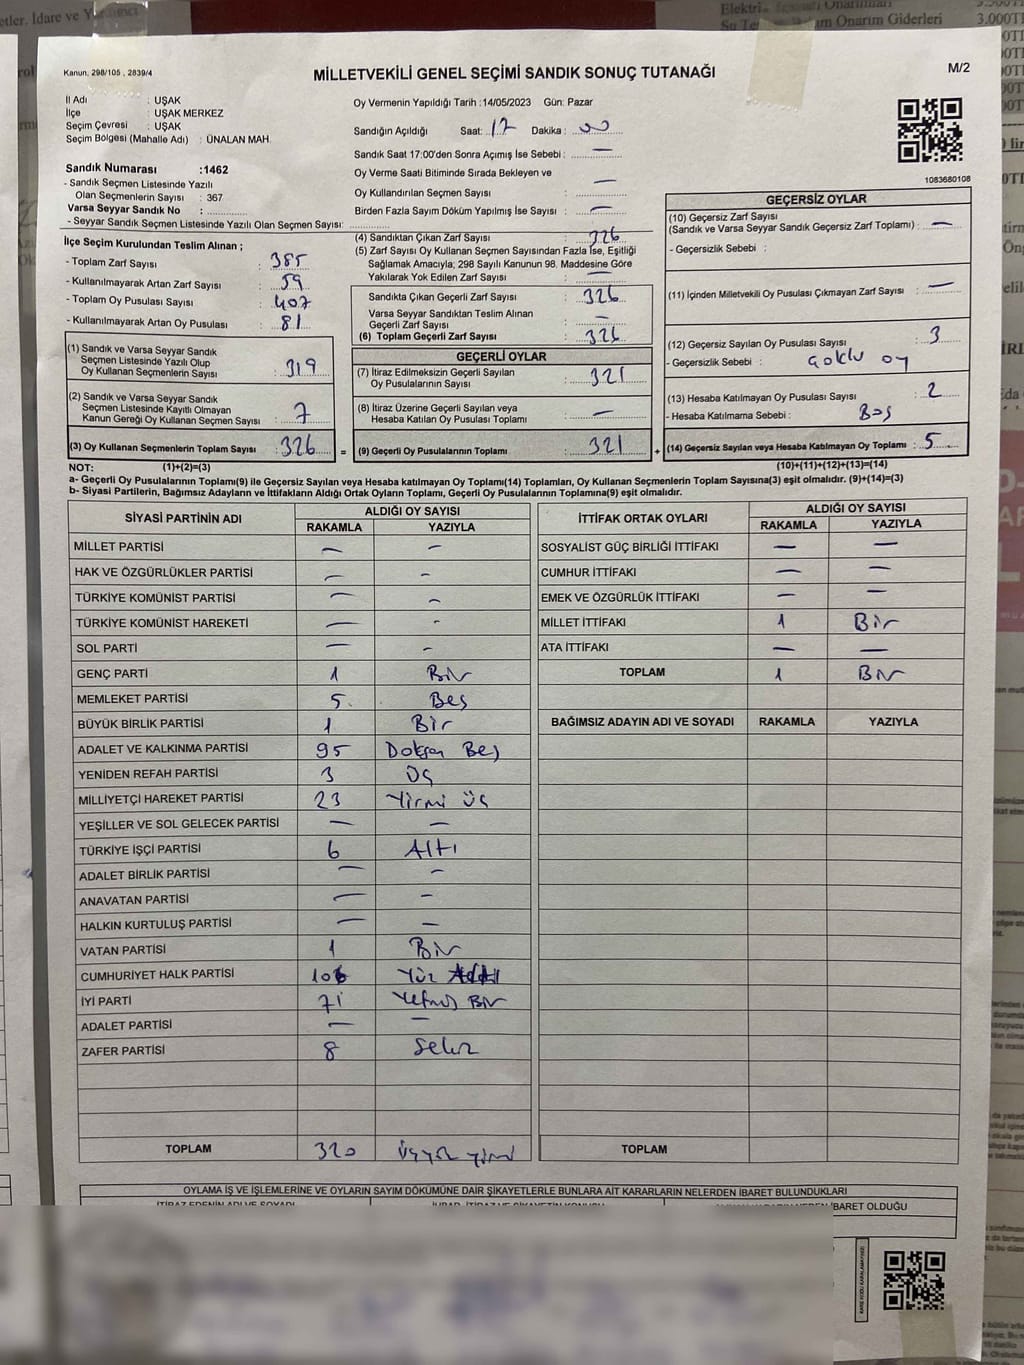 Elektri
3.000TL
etler. İdare ve Yardımcı
Onarım Giderleri
Kanun, 298/105 , 2839/4
MİLLETVEKİLİ GENEL SEÇİMİ SANDIK SONUÇ TUTANAĞI
M/2
İl Adı : UŞAK
İlçe : UŞAK MERKEZ
Seçim Çevresi : UŞAK
Seçim Bölgesi (Mahalle Adı) : ÜNALAN MAH.
Sandık Numarası :1462
- Sandık Seçmen Listesinde Yazılı
Olan Seçmenlerin Sayısı : 367
Varsa Seyyar Sandık No :
- Seyyar Sandık Seçmen Listesinde Yazılı Olan Seçmen Sayısı:
Oy Vermenin Yapıldığı Tarih :14/05/2023 Gün: Pazar
Sandığın Açıldığı Saat: 17 Dakika : 00
Sandık Saat 17:00'den Sonra Açımış İse Sebebi : —
Oy Verme Saati Bitiminde Sırada Bekleyen ve
Oy Kullandırılan Seçmen Sayısı : —
Birden Fazla Sayım Döküm Yapılmış İse Sayısı : —
1083680108
İlçe Seçim Kurulundan Teslim Alınan ;
- Toplam Zarf Sayısı : 385
- Kullanılmayarak Artan Zarf Sayısı : 59
- Toplam Oy Pusulası Sayısı : 407
- Kullanılmayarak Artan Oy Pusulası : 81
(1) Sandık ve Varsa Seyyar Sandık
Seçmen Listesinde Yazılı Olup
Oy Kullanan Seçmenlerin Sayısı : 319
(2) Sandık ve Varsa Seyyar Sandık
Seçmen Listesinde Kayıtlı Olmayan
Kanun Gereği Oy Kullanan Seçmen Sayısı : 7
(3) Oy Kullanan Seçmenlerin Toplam Sayısı : 326 =
(4) Sandıktan Çıkan Zarf Sayısı : 326
(5) Zarf Sayısı Oy Kullanan Seçmen Sayısından Fazla İse, Eşitliği
Sağlamak Amacıyla; 298 Sayılı Kanunun 98. Maddesine Göre
Yakılarak Yok Edilen Zarf Sayısı : —
Sandıkta Çıkan Geçerli Zarf Sayısı : 326
Varsa Seyyar Sandıktan Teslim Alınan
Geçerli Zarf Sayısı : —
(6) Toplam Geçerli Zarf Sayısı : 326
GEÇERLİ OYLAR
(7) İtiraz Edilmeksizin Geçerli Sayılan
Oy Pusulalarının Sayısı : 321
(8) İtiraz Üzerine Geçerli Sayılan veya
Hesaba Katılan Oy Pusulası Toplamı : —
(9) Geçerli Oy Pusulalarının Toplamı : 321 +
GEÇERSİZ OYLAR
(10) Geçersiz Zarf Sayısı
(Sandık ve Varsa Seyyar Sandık Geçersiz Zarf Toplamı) : —
- Geçersizlik Sebebi :
(11) İçinden Milletvekili Oy Pusulası Çıkmayan Zarf Sayısı : —
(12) Geçersiz Sayılan Oy Pusulası Sayısı : 3
- Geçersizlik Sebebi : Çoklu oy
(13) Hesaba Katılmayan Oy Pusulası Sayısı : 2
- Hesaba Katılmama Sebebi : Boş
(14) Geçersiz Sayılan veya Hesaba Katılmayan Oy Toplamı : 5
NOT: (1)+(2)=(3) (10)+(11)+(12)+(13)=(14)
a- Geçerli Oy Pusulalarının Toplamı(9) ile Geçersiz Sayılan veya Hesaba katılmayan Oy Toplamı(14) Toplamları, Oy Kullanan Seçmenlerin Toplam Sayısına(3) eşit olmalıdır. (9)+(14)=(3)
b- Siyasi Partilerin, Bağımsız Adayların ve İttifakların Aldığı Ortak Oyların Toplamı, Geçerli Oy Pusulalarının Toplamına(9) eşit olmalıdır.
SİYASİ PARTİNİN ADI ALDIĞI OY SAYISI
RAKAMLA YAZIYLA
MİLLET PARTİSİ — —
HAK VE ÖZGÜRLÜKLER PARTİSİ — —
TÜRKİYE KOMÜNİST PARTİSİ — —
TÜRKİYE KOMÜNİST HAREKETİ — —
SOL PARTİ — —
GENÇ PARTİ 1 Bir
MEMLEKET PARTİSİ 5 Beş
BÜYÜK BİRLİK PARTİSİ 1 Bir
ADALET VE KALKINMA PARTİSİ 95 Doksan Beş
YENİDEN REFAH PARTİSİ 3 Üç
MİLLİYETÇİ HAREKET PARTİSİ 23 Yirmi üç
YEŞİLLER VE SOL GELECEK PARTİSİ — —
TÜRKİYE İŞÇİ PARTİSİ 6 Altı
ADALET BİRLİK PARTİSİ — —
ANAVATAN PARTİSİ — —
HALKIN KURTULUŞ PARTİSİ — —
VATAN PARTİSİ 1 Bir
CUMHURİYET HALK PARTİSİ 106 Yüz Altı
İYİ PARTİ 71 Yetmiş Bir
ADALET PARTİSİ — —
ZAFER PARTİSİ 8 Sekiz
TOPLAM 320 Üçyüz yirmi
İTTİFAK ORTAK OYLARI ALDIĞI OY SAYISI
RAKAMLA YAZIYLA
SOSYALİST GÜÇ BİRLİĞİ İTTİFAKI — —
CUMHUR İTTİFAKI — —
EMEK VE ÖZGÜRLÜK İTTİFAKI — —
MİLLET İTTİFAKI 1 Bir
ATA İTTİFAKI — —
TOPLAM 1 Bir
BAĞIMSIZ ADAYIN ADI VE SOYADI RAKAMLA YAZIYLA
TOPLAM
OYLAMA İŞ VE İŞLEMLERİNE VE OYLARIN SAYIM DÖKÜMÜNE DAİR ŞİKAYETLERLE BUNLARA AİT KARARLARIN NELERDEN İBARET BULUNDUKLARI
İTİRAZ EDENİN ADI VE SOYADI
İBARET OLDUĞU